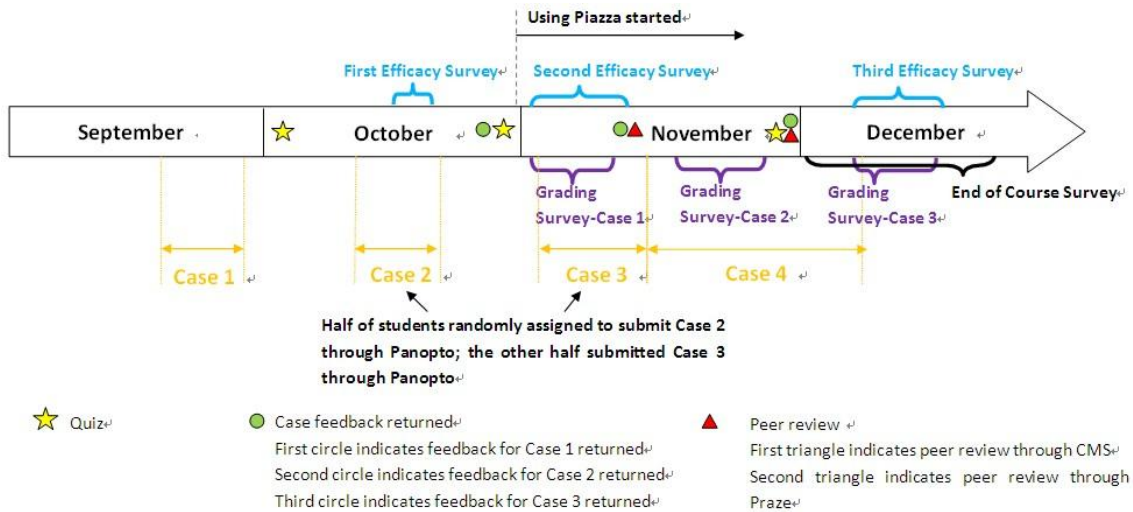 Using Piazza started
First Efficacy Survey
Second Efficacy Survey
Third Efficacy Survey
September
October
November
December
Grading
Survey-Case 1
Grading
Survey-Case 2
Grading
Survey-Case 3
End of Course Survey
Case 1
Case 2
Case 3
Case 4
Half of students randomly assigned to submit Case 2
through Panopto; the other half submitted Case 3
through Panopto
Quiz
Case feedback returned
First circle indicates feedback for Case 1 returned
Second circle indicates feedback for Case 2 returned
Third circle indicates feedback for Case 3 returned
Peer review
First triangle indicates peer review through CMS
Second triangle indicates peer review through
Praze